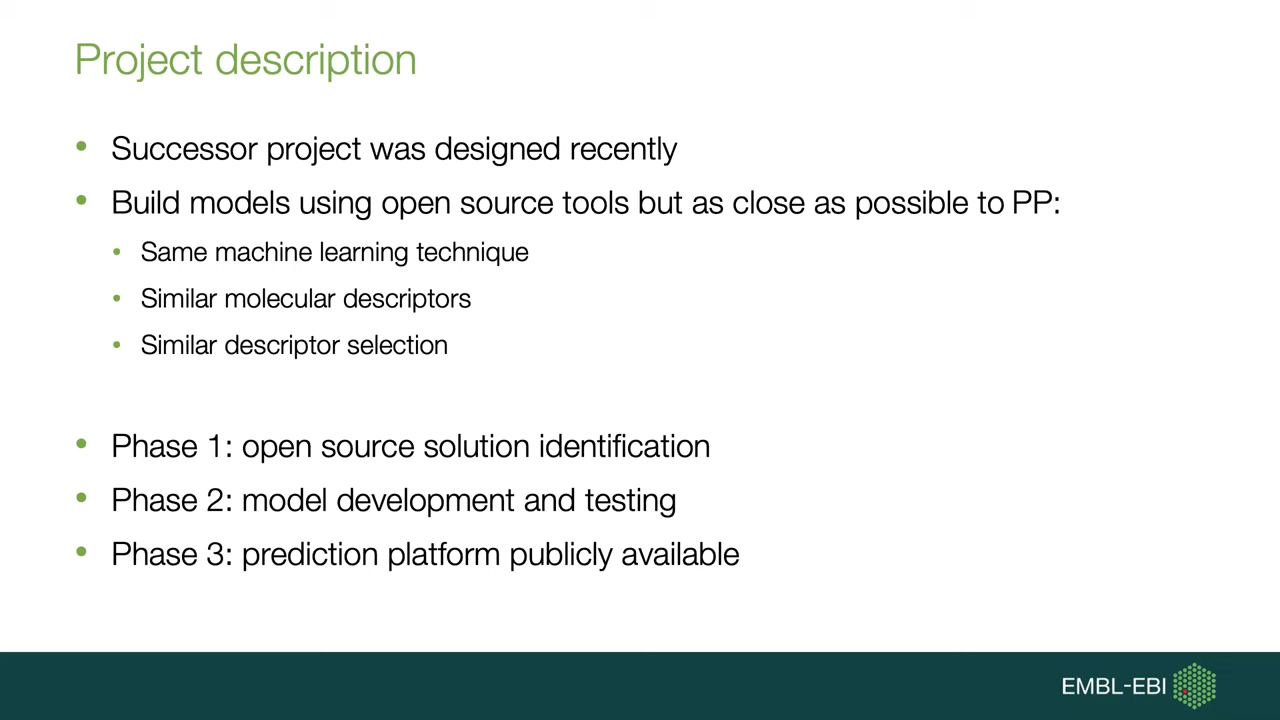 Project description
• Successor project was designed recently
• Build models using open source tools but as close as possible to PP:
• Same machine learning technique
• Similar molecular descriptors
• Similar descriptor selection
• Phase 1: open source solution identification
• Phase 2: model development and testing
• Phase 3: prediction platform publicly available
EMBL-EBI